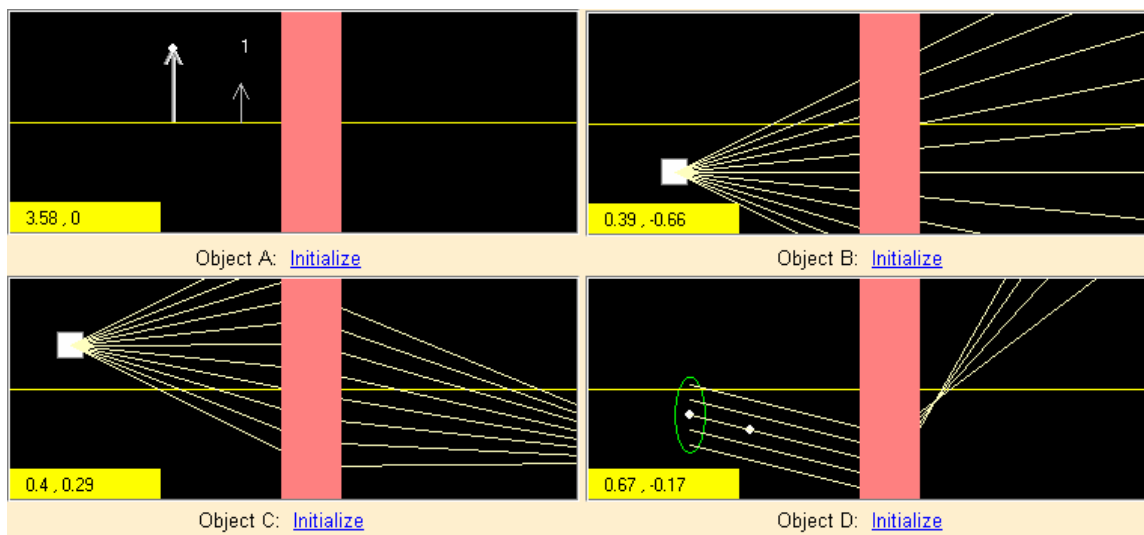 1
3.58 , 0
0.39 , -0.66
Object A: Initialize
Object B: Initialize
0.4 , 0.29
0.67 , -0.17
Object C: Initialize
Object D: Initialize